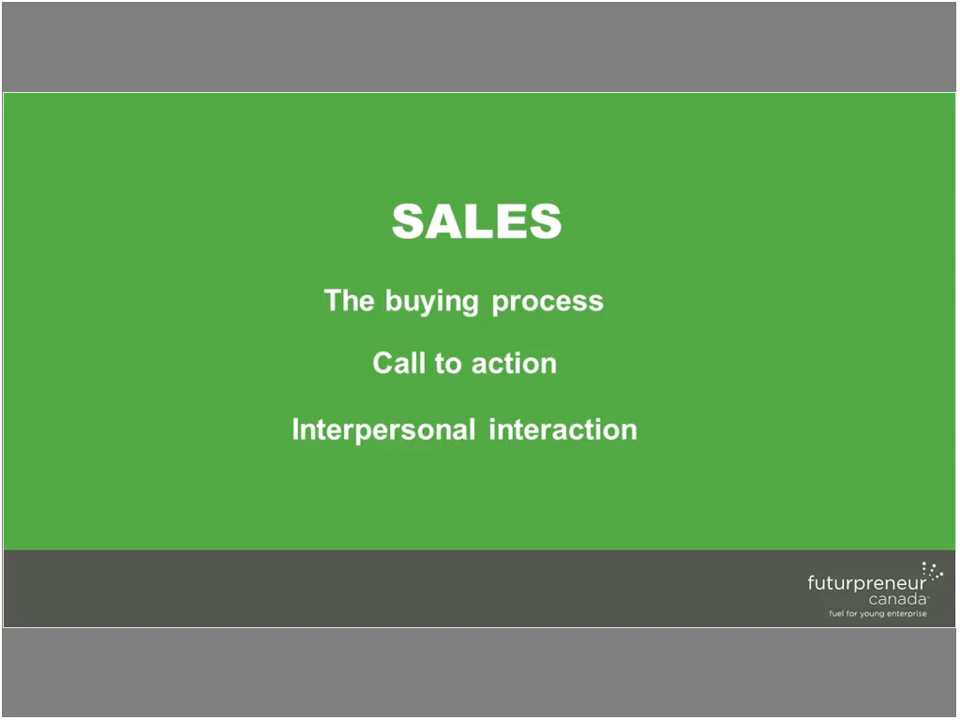 SALES
The buying process
Call to action
Interpersonal interaction
futurpreneur
canada
fuel for young enterprise